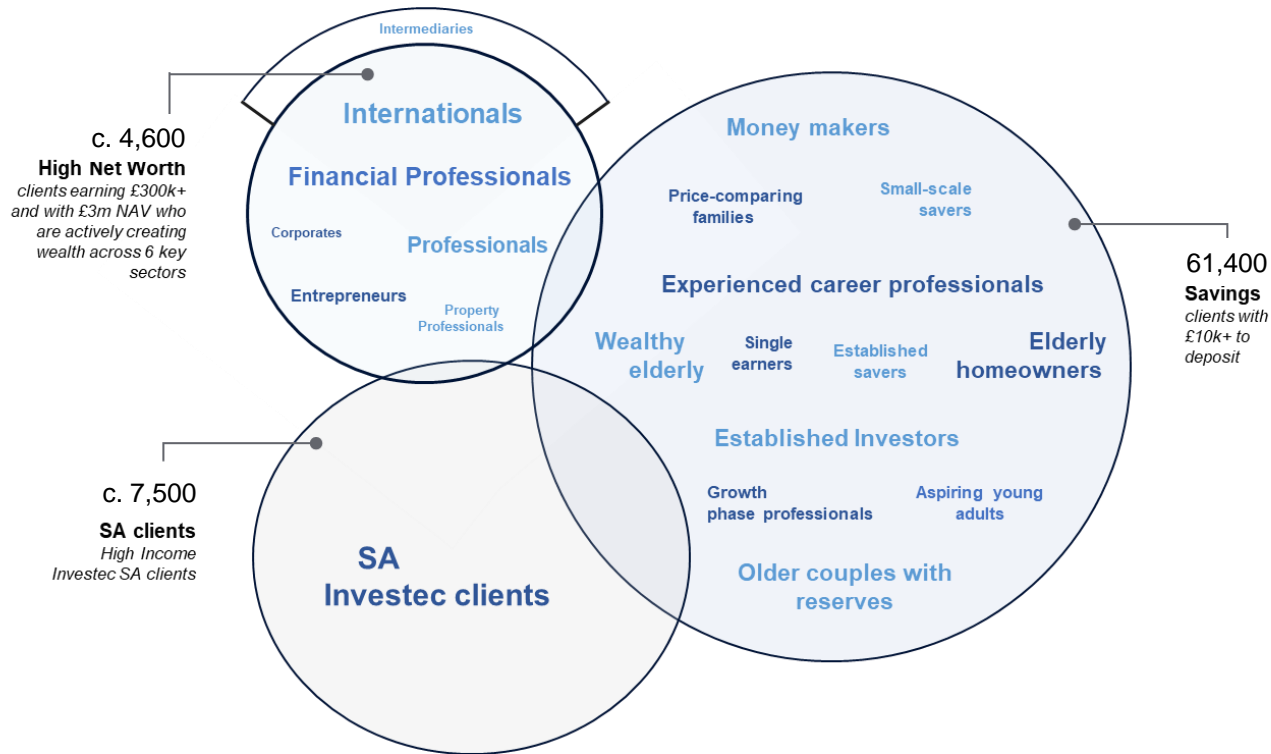 Intermediaries
c. 4,600
High Net Worth
clients earning £300k+
and with £3m NAV who
are actively creating
wealth across 6 key
sectors
Internationals
Financial Professionals
Corporates
Professionals
Entrepreneurs
Property
Professionals
Money makers
Price-comparing
families
Small-scale
savers
Experienced career professionals
Wealthy
elderly
Single
earners
Established
savers
Elderly
homeowners
Established Investors
Growth
phase professionals
Aspiring young
adults
Older couples with
reserves
61,400
Savings
clients with
£10k+ to
deposit
c. 7,500
SA clients
High Income
Investec SA clients
SA
Investec clients